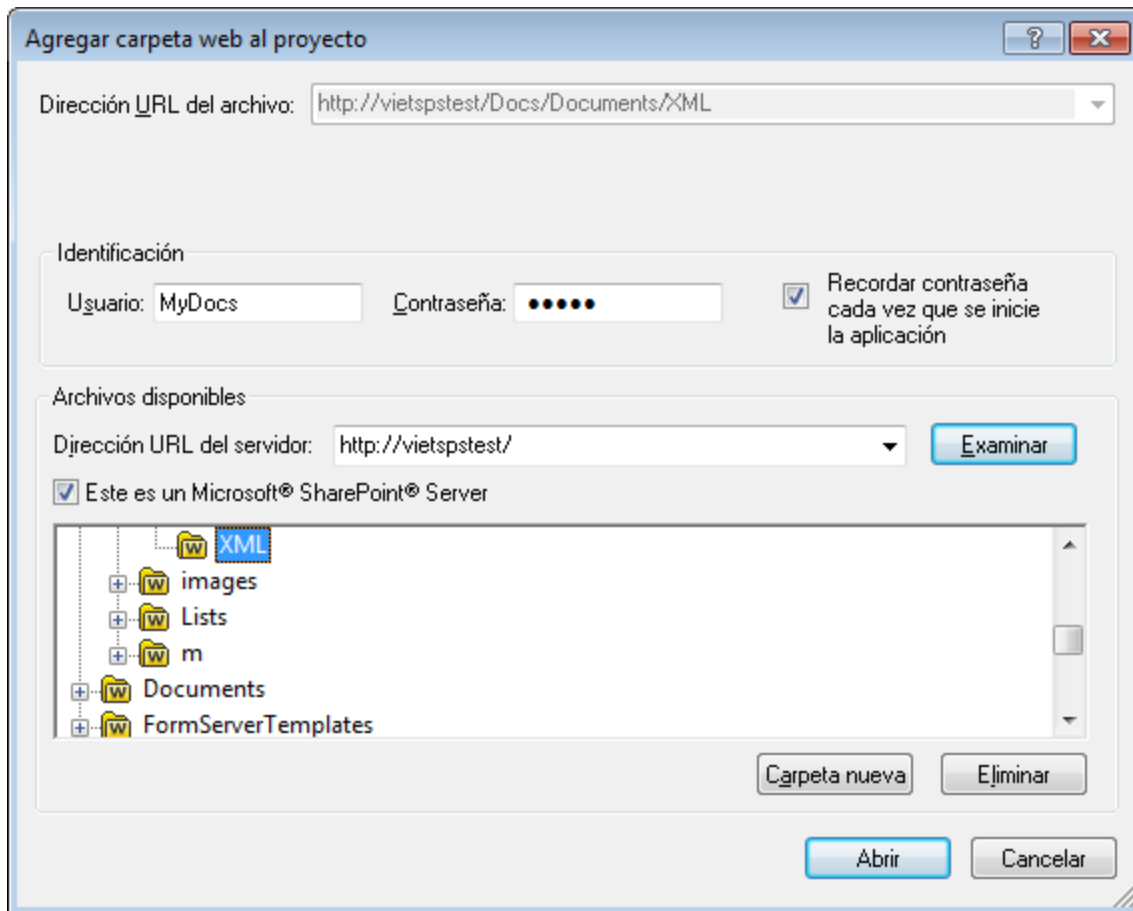 Agregar carpeta web al proyecto
Dirección URL del archivo: http://vietspstest/Docs/Documents/XML
Identificación
Usuario: MyDocs Contraseña: ●●●●● Recordar contraseña
cada vez que se inicie
la aplicación
Archivos disponibles
Dirección URL del servidor: http://vietspstest/ Examinar
Este es un Microsoft® SharePoint® Server
XML
images
Lists
m
Documents
FormServerTemplates
Carpeta nueva Eliminar
Abrir Cancelar